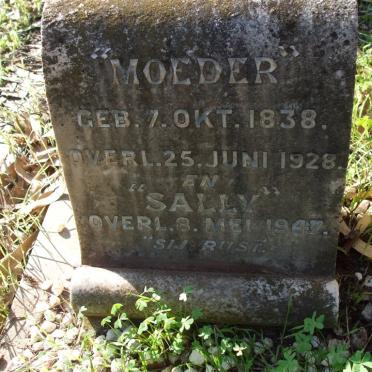 "MOEDER"
GEB. 7. OKT. 1838.
OVERL. 25. JUNI 1928.
EN
"SALLY"
OVERL. 8. MEI 1947.
"SIJ RUST."